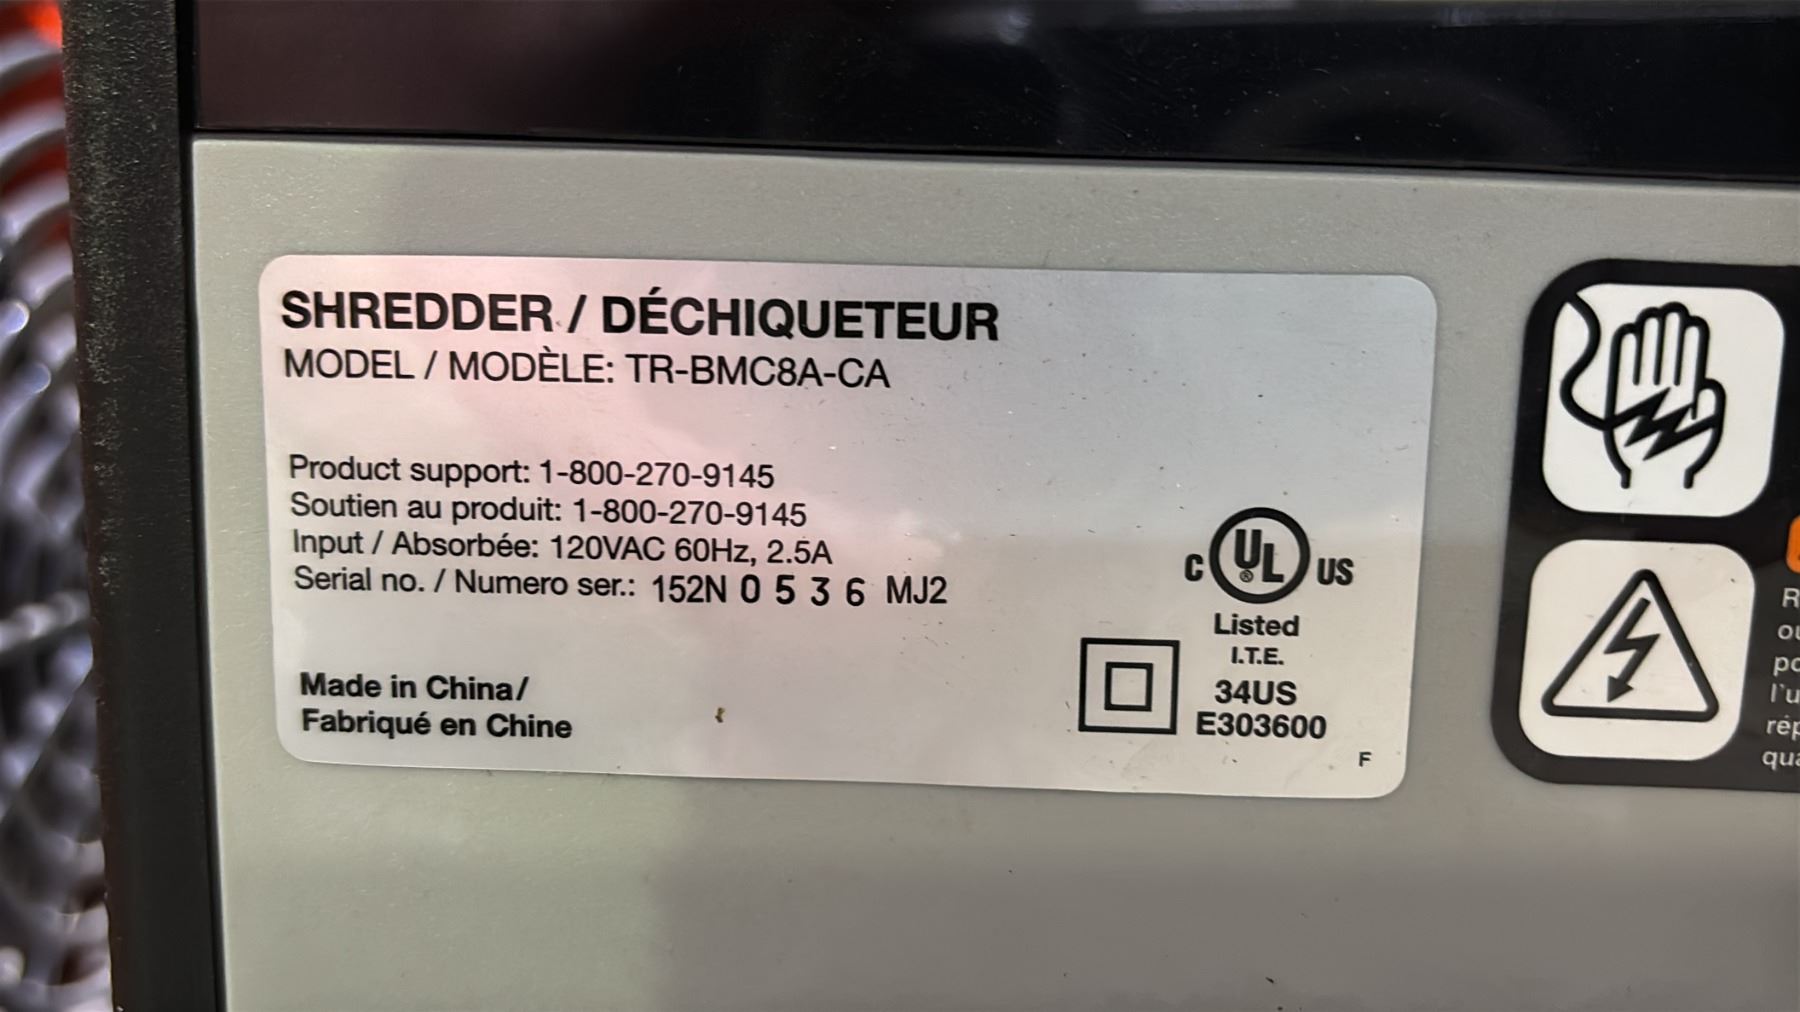 SHREDDER / DÉCHIQUETEUR
MODEL / MODÈLE: TR-BMC8A-CA
Product support: 1-800-270-9145
Soutien au produit: 1-800-270-9145
Input / Absorbée: 120VAC 60Hz, 2.5A
Serial no. / Numero ser.: 152N 0 5 3 6 MJ2
Made in China/
Fabriqué en Chine
C UL ® US
Listed
I.T.E.
34US
E303600
F
l'u